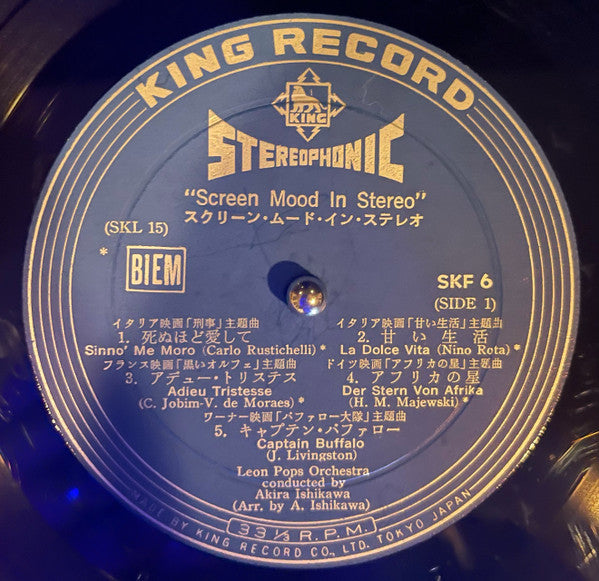 KING RECORD
KING
STEREOPHONIC
"Screen Mood In Stereo"
スクリーン・ムード・イン・ステレオ
(SKL 15)
* BIEM
SKF 6
(SIDE 1)
イタリア映画「刑事」主題曲
1. 死ぬほど愛して
Sinno' Me Moro (Carlo Rustichelli) *
イタリア映画「甘い生活」主題曲
2. 甘い生活
La Dolce Vita (Nino Rota) *
フランス映画「黒いオルフェ」主題曲
3. アデュー・トリステス
Adieu Tristesse
(C. Jobim-V. de Moraes) *
ドイツ映画「アフリカの星」主題曲
4. アフリカの星
Der Stern Von Afrika
(H. M. Majewski) *
ワーナー映画「バファロー大隊」主題曲
5. キャプテン・バファロー
Captain Buffalo
(J. Livingston)
Leon Pops Orchestra
conducted by
Akira Ishikawa
(Arr. by A. Ishikawa)
33⅓ R.P.M.
MADE BY KING RECORD CO., LTD. TOKYO JAPAN